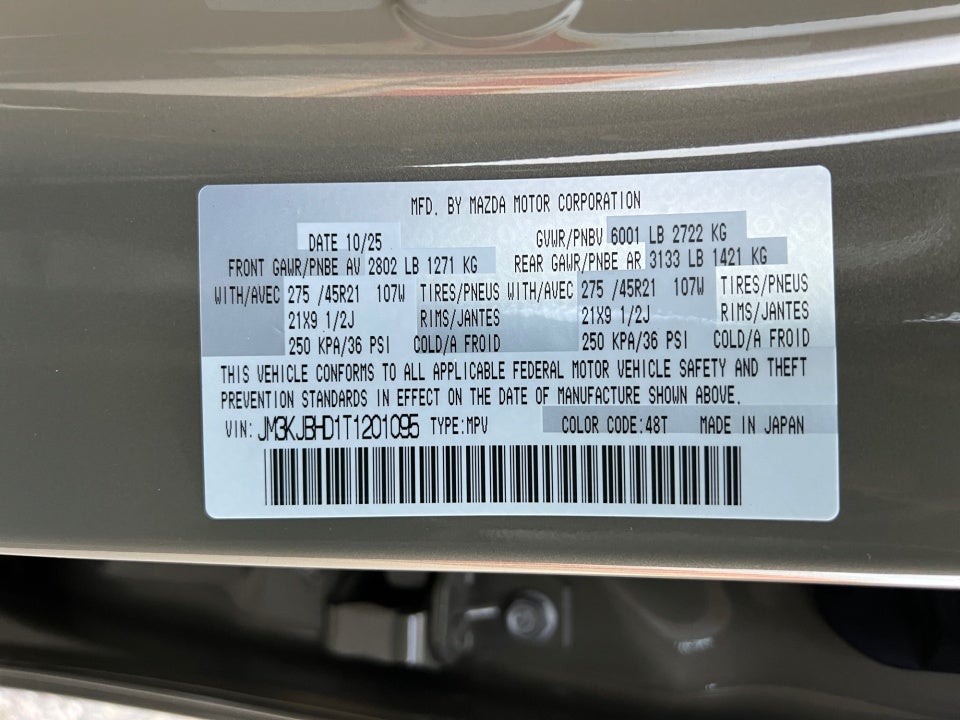 MFD. BY MAZDA MOTOR CORPORATION
DATE 10/25 GVWR/PNBV 6001 LB 2722 KG
FRONT GAWR/PNBE AV 2802 LB 1271 KG REAR GAWR/PNBE AR 3133 LB 1421 KG
WITH/AVEC 275 /45R21 107W TIRES/PNEUS WITH/AVEC 275 /45R21 107W TIRES/PNEUS
21X9 1/2J RIMS/JANTES 21X9 1/2J RIMS/JANTES
250 KPA/36 PSI COLD/A FROID 250 KPA/36 PSI COLD/A FROID
THIS VEHICLE CONFORMS TO ALL APPLICABLE FEDERAL MOTOR VEHICLE SAFETY AND THEFT
PREVENTION STANDARDS IN EFFECT ON THE DATE OF MANUFACTURE SHOWN ABOVE.
VIN: JM3KJBHD1T1201095 TYPE:MPV COLOR CODE:48T MADE IN JAPAN